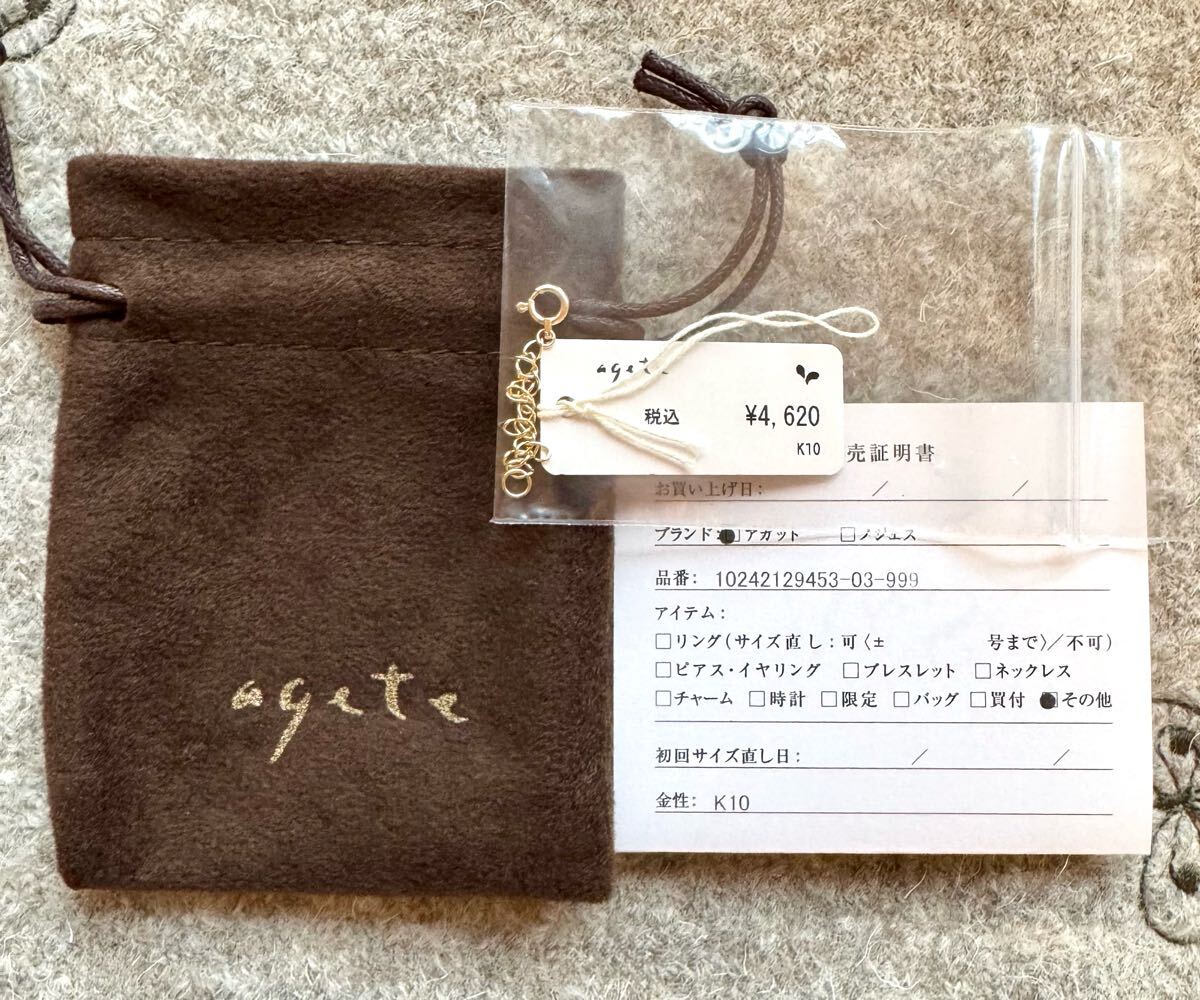 agete
agete
税込 ¥4,620
K10
売証明書
お買い上げ日: / /
ブランド: アガット □ノジェス
品番: 10242129453-03-999
アイテム:
□リング(サイズ直し:可〈± 号まで〉/不可)
□ピアス・イヤリング □ブレスレット □ネックレス
□チャーム □時計 □限定 □バッグ □買付 ●その他
初回サイズ直し日: / /
金性: K10